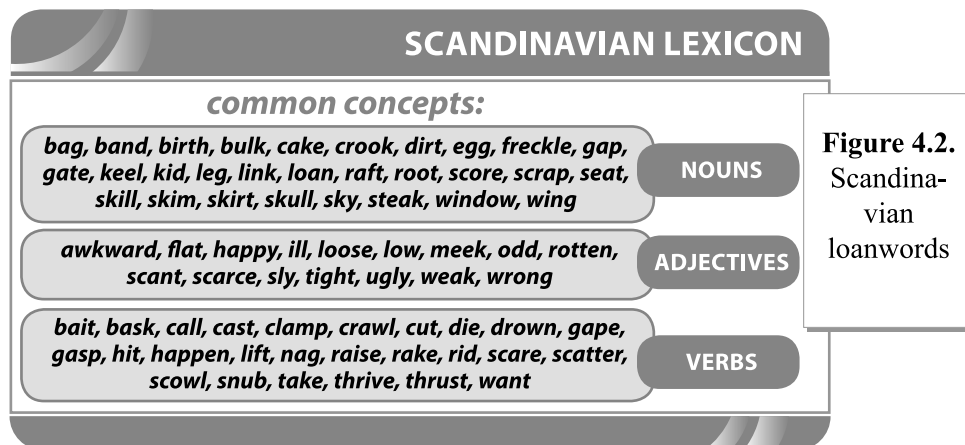 SCANDINAVIAN LEXICON
common concepts:
bag, band, birth, bulk, cake, crook, dirt, egg, freckle, gap,
gate, keel, kid, leg, link, loan, raft, root, score, scrap, seat,
skill, skim, skirt, skull, sky, steak, window, wing
NOUNS
awkward, flat, happy, ill, loose, low, meek, odd, rotten,
scant, scarce, sly, tight, ugly, weak, wrong
ADJECTIVES
bait, bask, call, cast, clamp, crawl, cut, die, drown, gape,
gasp, hit, happen, lift, nag, raise, rake, rid, scare, scatter,
scowl, snub, take, thrive, thrust, want
VERBS
Figure 4.2.
Scandina-
vian
loanwords